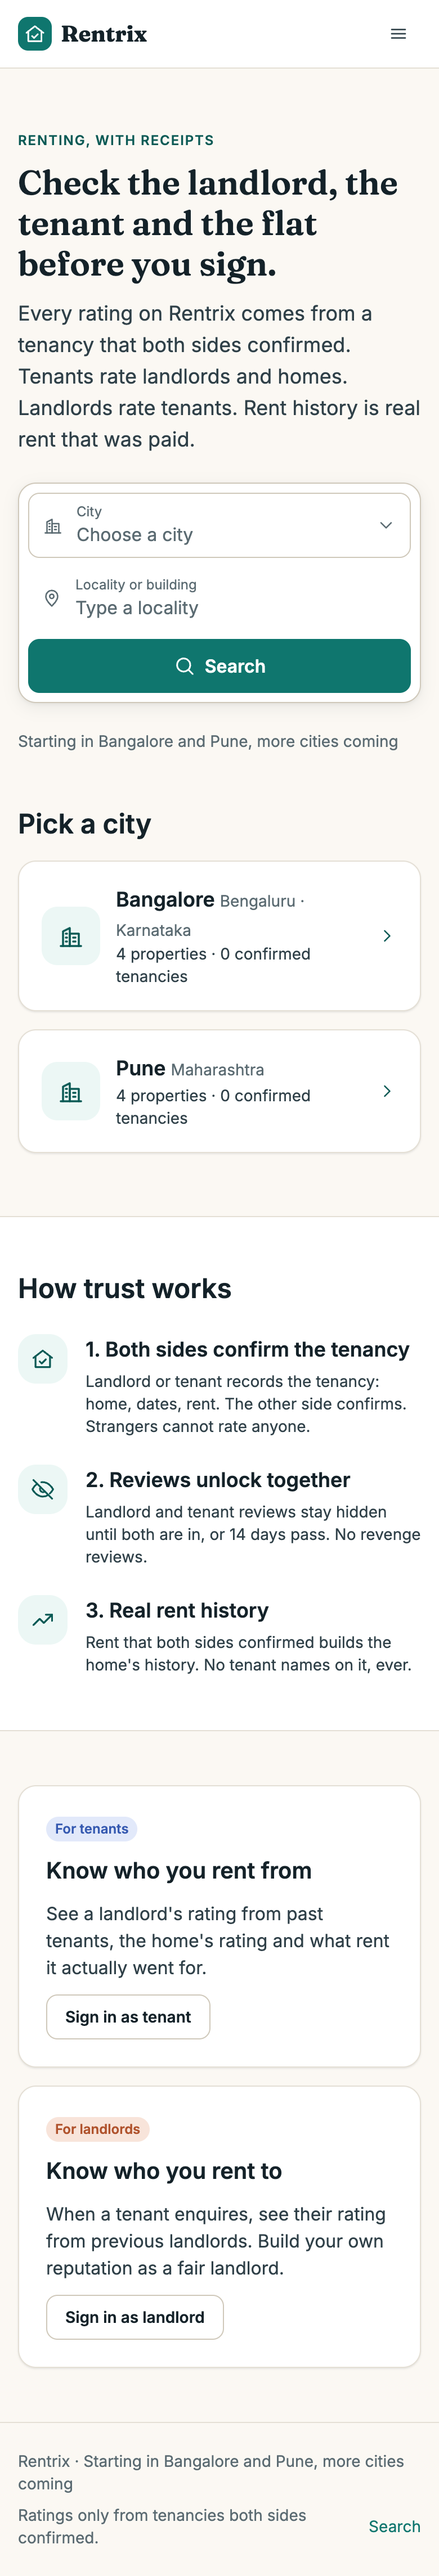 Rentrix
RENTING, WITH RECEIPTS
Check the landlord, the
tenant and the flat
before you sign.
Every rating on Rentrix comes from a
tenancy that both sides confirmed.
Tenants rate landlords and homes.
Landlords rate tenants. Rent history is real
rent that was paid.
City
Choose a city
Locality or building
Type a locality
Search
Starting in Bangalore and Pune, more cities coming
Pick a city
Bangalore Bengaluru ·
Karnataka
4 properties · 0 confirmed
tenancies
Pune Maharashtra
4 properties · 0 confirmed
tenancies
How trust works
1. Both sides confirm the tenancy
Landlord or tenant records the tenancy:
home, dates, rent. The other side confirms.
Strangers cannot rate anyone.
2. Reviews unlock together
Landlord and tenant reviews stay hidden
until both are in, or 14 days pass. No revenge
reviews.
3. Real rent history
Rent that both sides confirmed builds the
home's history. No tenant names on it, ever.
For tenants
Know who you rent from
See a landlord's rating from past
tenants, the home's rating and what rent
it actually went for.
Sign in as tenant
For landlords
Know who you rent to
When a tenant enquires, see their rating
from previous landlords. Build your own
reputation as a fair landlord.
Sign in as landlord
Rentrix · Starting in Bangalore and Pune, more cities
coming
Ratings only from tenancies both sides
confirmed.
Search